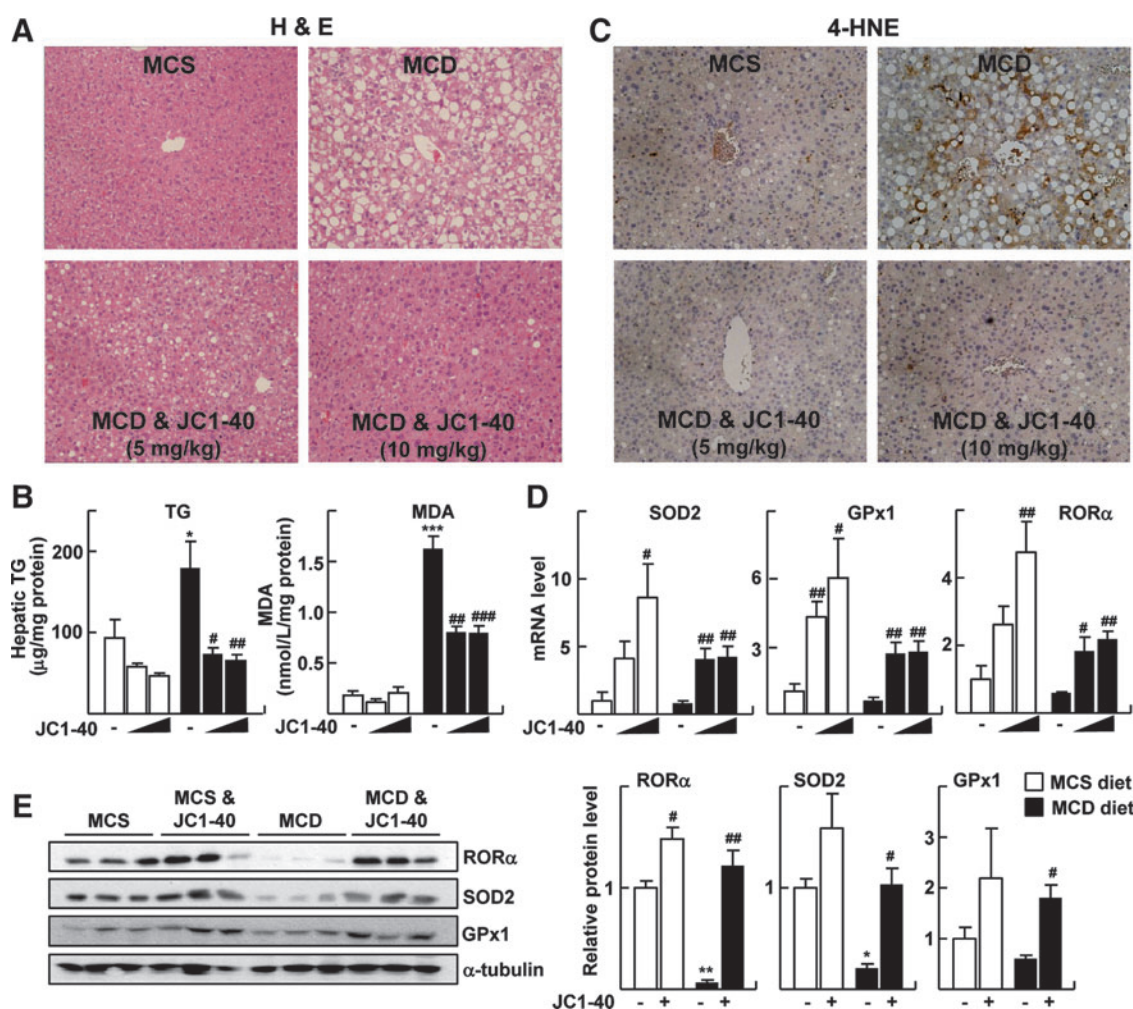 A
H & E
MCS
MCD
MCD & JC1-40
(5 mg/kg)
MCD & JC1-40
(10 mg/kg)
C
4-HNE
MCS
MCD
MCD & JC1-40
(5 mg/kg)
MCD & JC1-40
(10 mg/kg)
B
TG
Hepatic TG
(μg/mg protein)
200
100
*
#
##
JC1-40
-
-
MDA
MDA
(nmol/L/mg protein)
1.5
1.0
0.5
***
##
###
-
-
D
mRNA level
SOD2
10
5
#
##
##
JC1-40
-
-
GPx1
6
3
##
#
##
##
-
-
RORα
4
2
##
#
##
-
-
E
MCS
MCS &
JC1-40
MCD
MCD &
JC1-40
RORα
SOD2
GPx1
α-tubulin
Relative protein level
RORα
1
#
**
##
JC1-40
- + - +
SOD2
1
*
#
- + - +
GPx1
3
2
1
#
- + - +
MCS diet
MCD diet